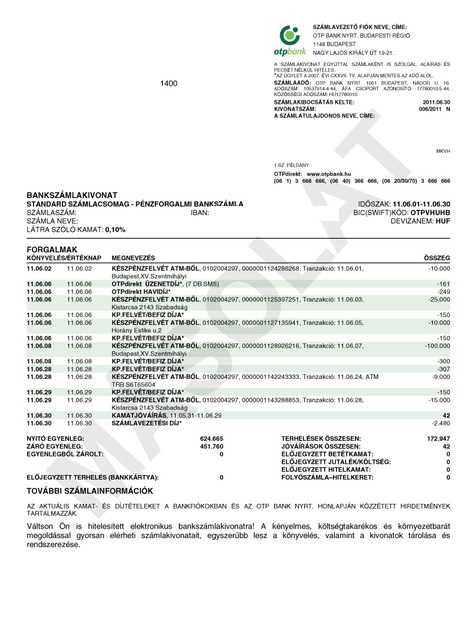 SZÁMLAVEZETŐ FIÓK NEVE, CÍME:
OTP BANK NYRT. BUDAPESTI RÉGIÓ
1148 BUDAPEST
NAGY LAJOS KIRÁLY ÚT 19-21.
otpbank
A SZÁMLAKIVONAT EGYÚTTAL SZÁMLAKÉNT IS SZOLGÁL. ALÁÍRÁS ÉS
PECSÉT NÉLKÜL HITELES.
*AZ ÜGYLET A 2007. ÉVI CXXVII. TV. ALAPJÁN MENTES AZ ADÓ ALÓL.
SZÁMLAADÓ: OTP BANK NYRT. 1051 BUDAPEST, NÁDOR U. 16.
ADÓSZÁM: 10537914-4-44, ÁFA CSOPORT AZONOSÍTÓ: 17780010-5-44,
KÖZÖSSÉGI ADÓSZÁM: HU17780010.
1400
SZÁMLAKIBOCSÁTÁS KELTE: 2011.06.30
KIVONATSZÁM: 006/2011 N
A SZÁMLATULAJDONOS NEVE, CÍME:
MKVH
1.SZ. PÉLDÁNY
OTPdirekt: www.otpbank.hu
(06 1) 3 666 666, (06 40) 366 666, (06 20/30/70) 3 666 666
BANKSZÁMLAKIVONAT
STANDARD SZÁMLACSOMAG - PÉNZFORGALMI BANKSZÁMLA IDŐSZAK: 11.06.01-11.06.30
SZÁMLASZÁM: IBAN: BIC(SWIFT)KÓD: OTPVHUHB
SZÁMLA NEVE: DEVIZANEM: HUF
LÁTRA SZÓLÓ KAMAT: 0,10%
FORGALMAK
KÖNYVELÉS/ÉRTÉKNAP MEGNEVEZÉS ÖSSZEG
11.06.02 11.06.02 KÉSZPÉNZFELVÉT ATM-BŐL, 0102004297, 0000001124286268, Tranzakció: 11.06.01, -10.000
Budapest,XV.Szentmihályi
11.06.06 11.06.06 OTPdirekt ÜZENETDÍJ*, (7 DB SMS) -161
11.06.06 11.06.06 OTPdirekt HAVIDÍJ* -249
11.06.06 11.06.06 KÉSZPÉNZFELVÉT ATM-BŐL, 0102004297, 0000001125397251, Tranzakció: 11.06.03, -25.000
Kistarcsa 2143 Szabadság
11.06.06 11.06.06 KP.FELVÉT/BEFIZ DÍJA* -150
11.06.06 11.06.06 KÉSZPÉNZFELVÉT ATM-BŐL, 0102004297, 0000001127135941, Tranzakció: 11.06.05, -10.000
Horány Estike u.2
11.06.06 11.06.06 KP.FELVÉT/BEFIZ DÍJA* -150
11.06.08 11.06.08 KÉSZPÉNZFELVÉT ATM-BŐL, 0102004297, 0000001128926216, Tranzakció: 11.06.07, -100.000
Budapest,XV.Szentmihályi
11.06.08 11.06.08 KP.FELVÉT/BEFIZ DÍJA* -300
11.06.28 11.06.28 KP.FELVÉT/BEFIZ DÍJA* -307
11.06.28 11.06.28 KÉSZPÉNZFELVÉT ATM-BŐL, 0102004297, 0000001142243333, Tranzakció: 11.06.24, ATM -9.000
TRB S6T65604
11.06.29 11.06.29 KP.FELVÉT/BEFIZ DÍJA* -150
11.06.29 11.06.29 KÉSZPÉNZFELVÉT ATM-BŐL, 0102004297, 0000001143288853, Tranzakció: 11.06.28, -15.000
Kistarcsa 2143 Szabadság
11.06.30 11.06.30 KAMATJÓVÁÍRÁS, 11.05.31-11.06.29 42
11.06.30 11.06.30 SZÁMLAVEZETÉSI DÍJ* -2.480
NYITÓ EGYENLEG: 624.665 TERHELÉSEK ÖSSZESEN: 172.947
ZÁRÓ EGYENLEG: 451.760 JÓVÁÍRÁSOK ÖSSZESEN: 42
EGYENLEGBŐL ZÁROLT: 0 ELŐJEGYZETT BETÉTKAMAT: 0
ELŐJEGYZETT JUTALÉK/KÖLTSÉG: 0
ELŐJEGYZETT HITELKAMAT: 0
ELŐJEGYZETT TERHELÉS (BANKKÁRTYA): 0 FOLYÓSZÁMLA-HITELKERET: 0
TOVÁBBI SZÁMLAINFORMÁCIÓK
AZ AKTUÁLIS KAMAT- ÉS DÍJTÉTELEKET A BANKFIÓKOKBAN ÉS AZ OTP BANK NYRT. HONLAPJÁN KÖZZÉTETT HIRDETMÉNYEK
TARTALMAZZÁK.
Váltson Ön is hitelesített elektronikus bankszámlakivonatra! A kényelmes, költségtakarékos és környezetbarát
megoldással gyorsan elérheti számlakivonatait, egyszerűbb lesz a könyvelés, valamint a kivonatok tárolása és
rendszerezése.
MÁSOLAT